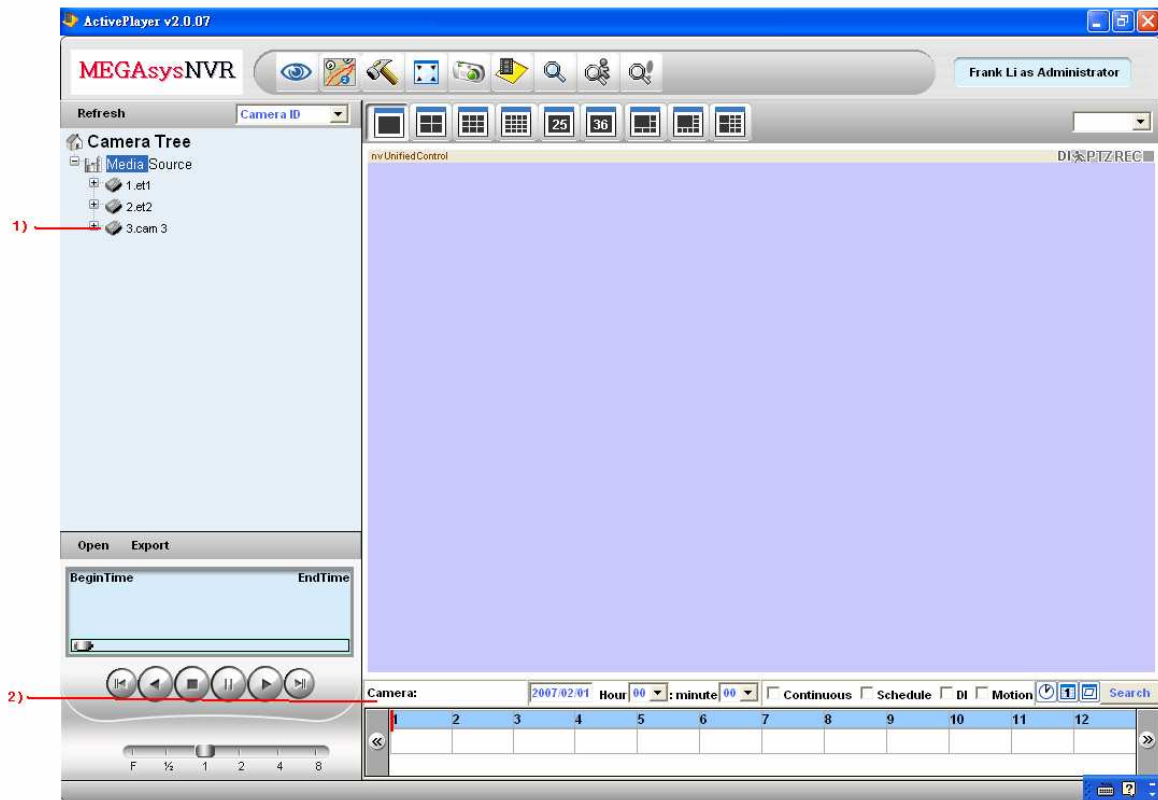 ActivePlayer v2.0.07
MEGAsysNVR
Frank Li as Administrator
Refresh
Camera ID
25
36
Camera Tree
Media Source
1.et1
2.et2
3.cam 3
1)
nvUnifiedControl
DI PTZ REC
Open Export
BeginTime EndTime
2)
Camera: 2007/02/01 Hour 00 : minute 00 Continuous Schedule DI Motion 1 Search
1 2 3 4 5 6 7 8 9 10 11 12
F ½ 1 2 4 8